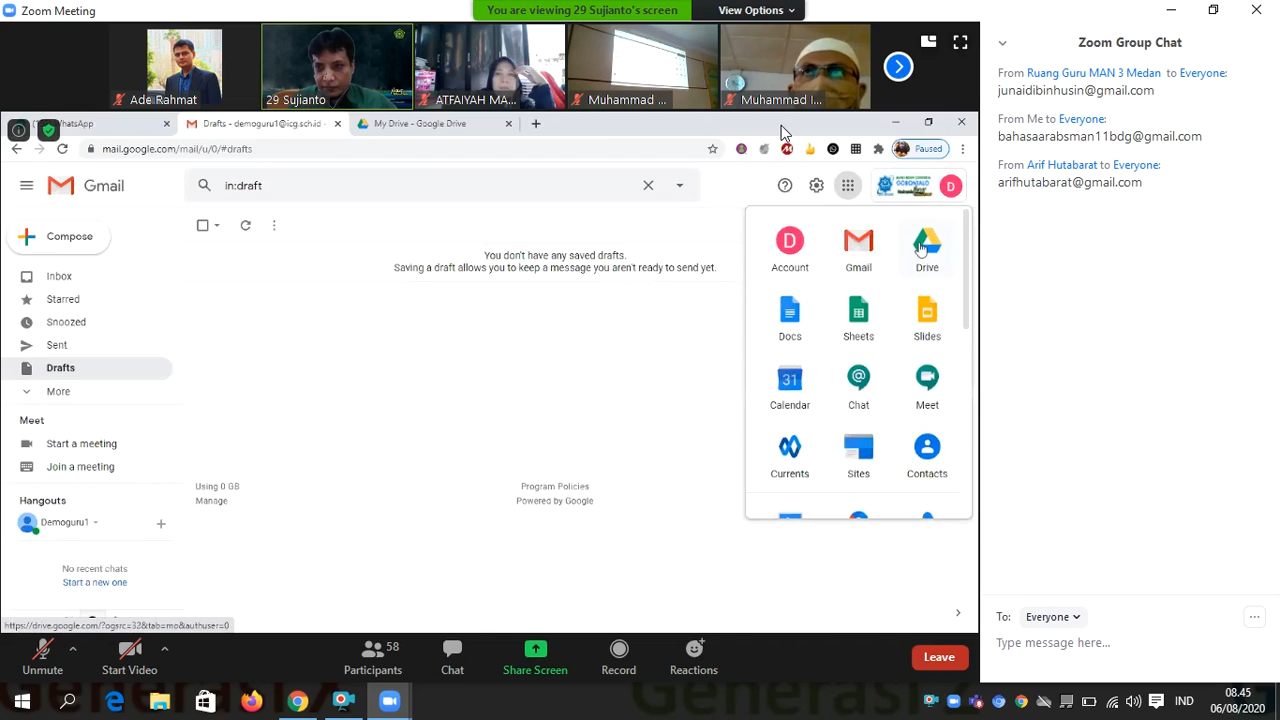 Zoom Meeting
You are viewing 29 Sujianto's screen
View Options
Ade Rahmat
29 Sujianto
ATFAIYAH MA...
Muhammad ...
Muhammad I...
Zoom Group Chat
From Ruang Guru MAN 3 Medan to Everyone:
junaidibinhusin@gmail.com
From Me to Everyone:
bahasaarabsman11bdg@gmail.com
From Arif Hutabarat to Everyone:
arifhutabarat@gmail.com
To: Everyone
Type message here...
WhatsApp
Drafts - demoguru1@icg.sch.id -
My Drive - Google Drive
mail.google.com/mail/u/0/#drafts
Paused
Gmail
in:draft
GORONTALO
D
Compose
Inbox
Starred
Snoozed
Sent
Drafts
More
Meet
Start a meeting
Join a meeting
Hangouts
Demoguru1
No recent chats
Start a new one
You don't have any saved drafts.
Saving a draft allows you to keep a message you aren't ready to send yet.
Using 0 GB
Manage
Program Policies
Powered by Google
D
Account
Gmail
Drive
Docs
Sheets
Slides
31
Calendar
Chat
Meet
Currents
Sites
Contacts
https://drive.google.com/?ogsrc=32&tab=mo&authuser=0
Unmute
Start Video
58
Participants
Chat
Share Screen
Record
Reactions
Leave
IND
08.45
06/08/2020